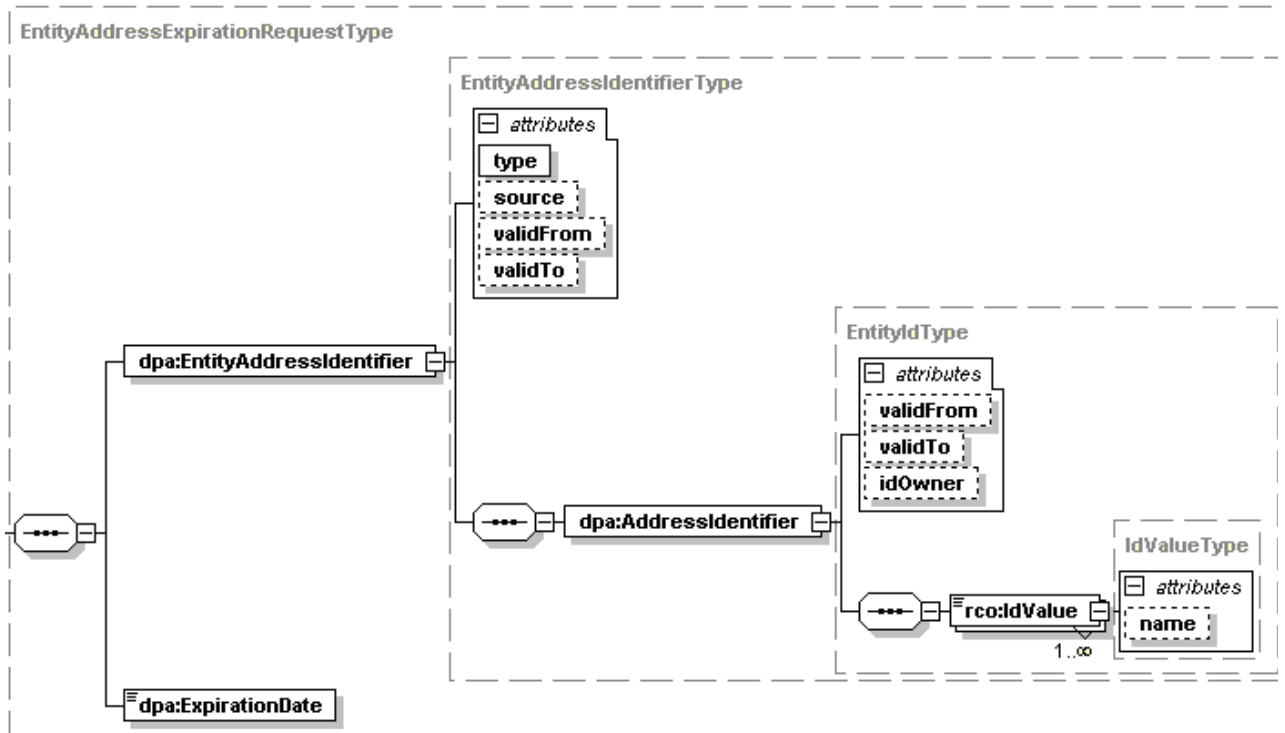 EntityAddressExpirationRequestType
EntityAddressIdentifierType
attributes
type
source
validFrom
validTo
dpa:EntityAddressIdentifier
EntityIdType
attributes
validFrom
validTo
idOwner
dpa:AddressIdentifier
IdValueType
attributes
name
rco:IdValue
1..∞
dpa:ExpirationDate